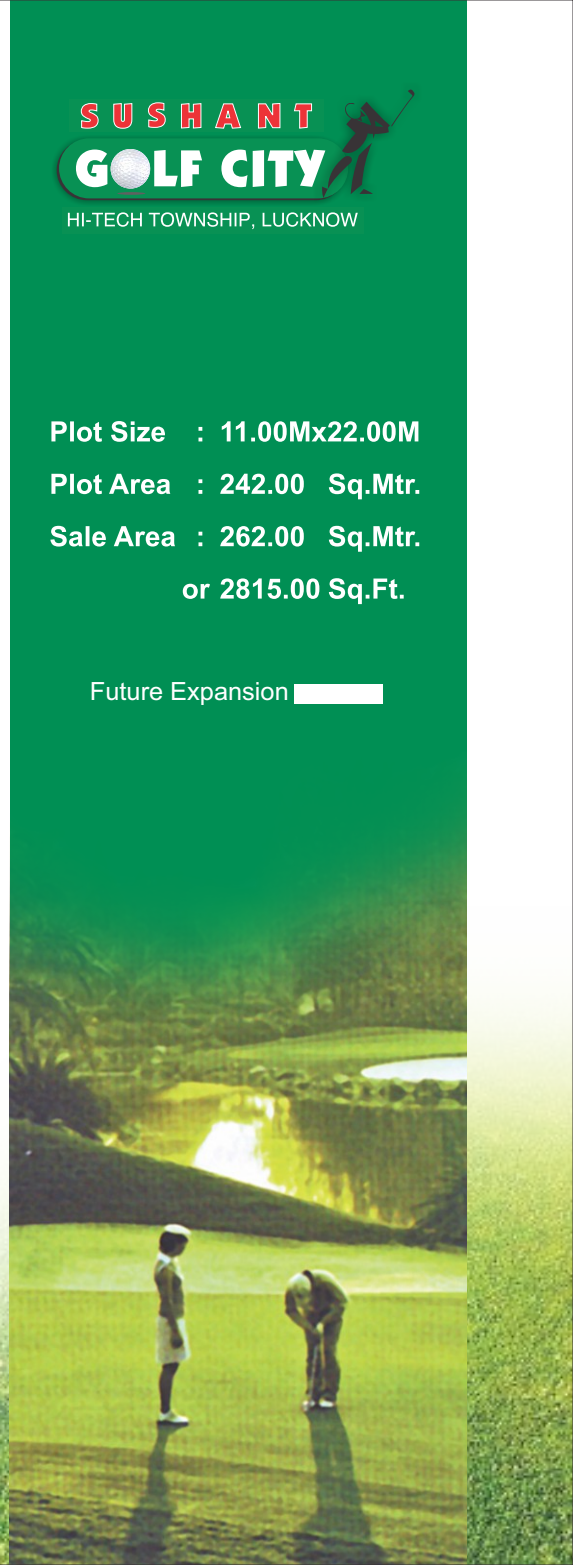 SUSHANT
GOLF CITY
HI-TECH TOWNSHIP, LUCKNOW
Plot Size : 11.00Mx22.00M
Plot Area : 242.00 Sq.Mtr.
Sale Area : 262.00 Sq.Mtr.
or 2815.00 Sq.Ft.
Future Expansion